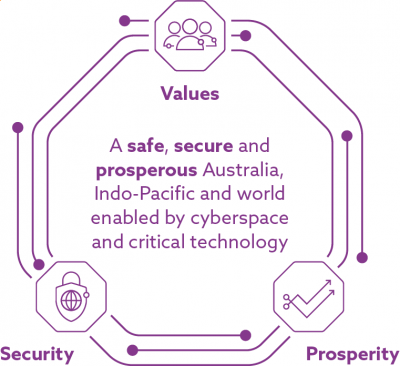 Values
A safe, secure and
prosperous Australia,
Indo-Pacific and world
enabled by cyberspace
and critical technology
Security
Prosperity